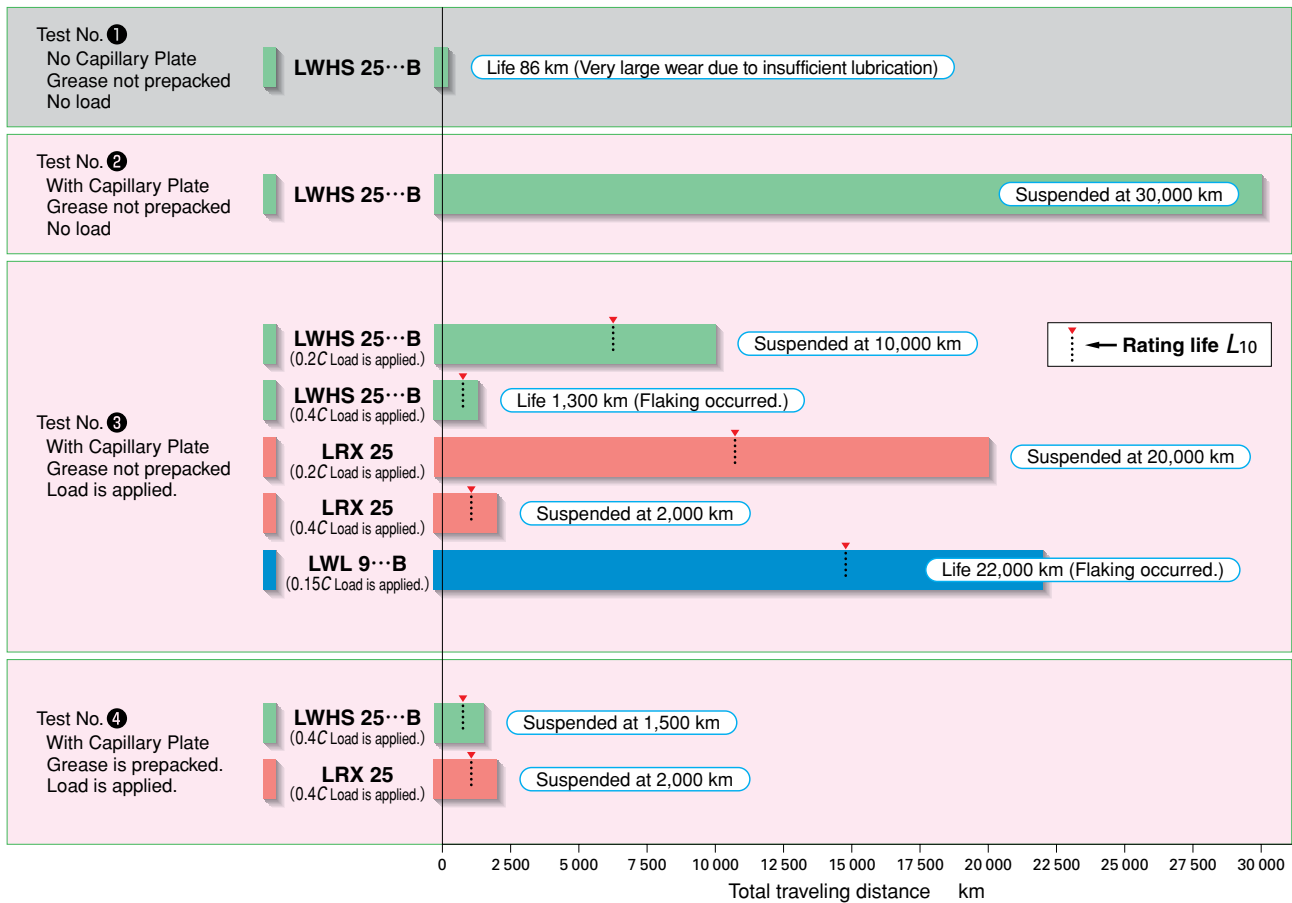 Test No.❶
No Capillary Plate
Grease not prepacked
No load
LWHS 25···B
Life 86 km (Very large wear due to insufficient lubrication)
Test No.❷
With Capillary Plate
Grease not prepacked
No load
LWHS 25···B
Suspended at 30,000 km
Test No.❸
With Capillary Plate
Grease not prepacked
Load is applied.
LWHS 25···B
(0.2C Load is applied.)
Suspended at 10,000 km
Rating life L10
LWHS 25···B
(0.4C Load is applied.)
Life 1,300 km (Flaking occurred.)
LRX 25
(0.2C Load is applied.)
Suspended at 20,000 km
LRX 25
(0.4C Load is applied.)
Suspended at 2,000 km
LWL 9···B
(0.15C Load is applied.)
Life 22,000 km (Flaking occurred.)
Test No.❹
With Capillary Plate
Grease is prepacked.
Load is applied.
LWHS 25···B
(0.4C Load is applied.)
Suspended at 1,500 km
LRX 25
(0.4C Load is applied.)
Suspended at 2,000 km
0 2 500 5 000 7 500 10 000 12 500 15 000 17 500 20 000 22 500 25 000 27 500 30 000
Total traveling distance km